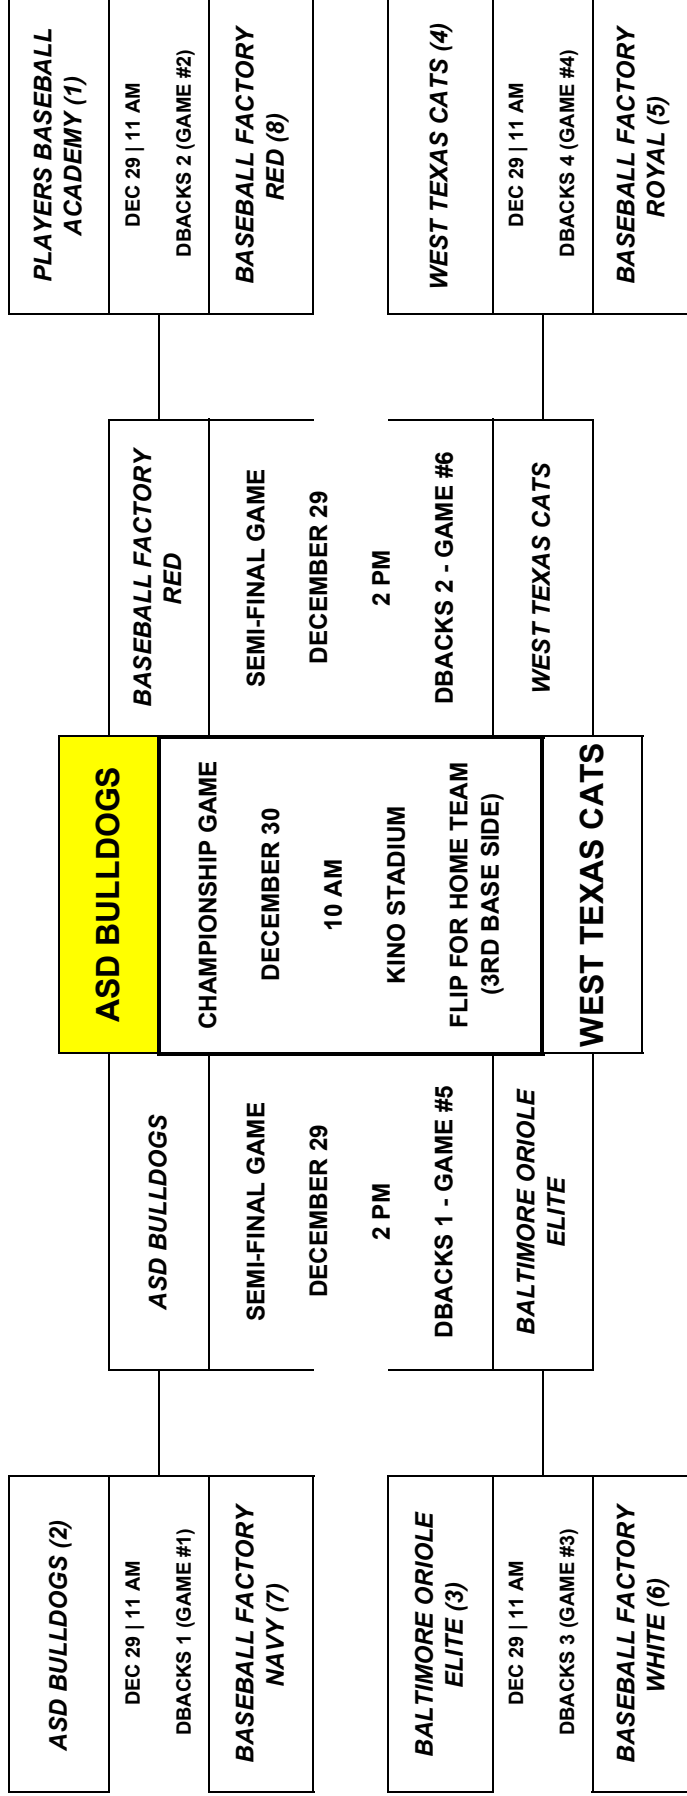 ASD BULLDOGS (2)
DEC 29 | 11 AM
DBACKS 1 (GAME #1)
BASEBALL FACTORY
NAVY (7)
BALTIMORE ORIOLE
ELITE (3)
DEC 29 | 11 AM
DBACKS 3 (GAME #3)
BASEBALL FACTORY
WHITE (6)
ASD BULLDOGS
SEMI-FINAL GAME
DECEMBER 29
2 PM
DBACKS 1 - GAME #5
BALTIMORE ORIOLE
ELITE
ASD BULLLDOGS
CHAMPIONSHIP GAME
DECEMBER 30
10 AM
KINO STADIUM
FLIP FOR HOME TEAM
(3RD BASE SIDE)
WEST TEXAS CATS
BASEBALL FACTORY
RED
SEMI-FINAL GAME
DECEMBER 29
2 PM
DBACKS 2 - GAME #6
WEST TEXAS CATS
PLAYERS BASEBALL
ACADEMY (1)
DEC 29 | 11 AM
DBACKS 2 (GAME #2)
BASEBALL FACTORY
RED (8)
WEST TEXAS CATS (4)
DEC 29 | 11 AM
DBACKS 4 (GAME #4)
BASEBALL FACTORY
ROYAL (5)